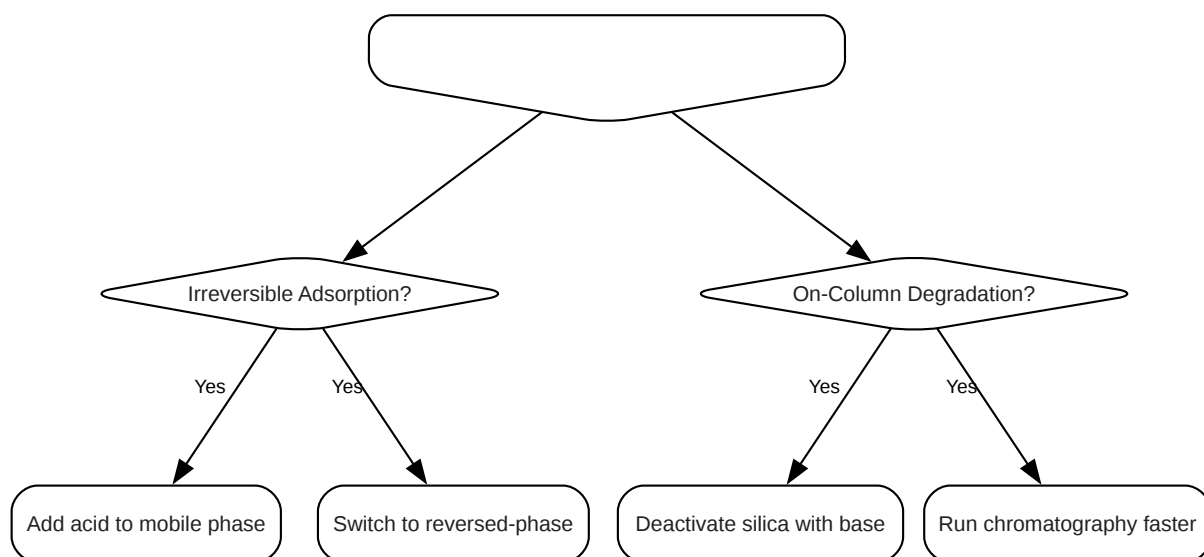 Irreversible Adsorption?
On-Column Degradation?
Yes
Yes
Yes
Yes
Add acid to mobile phase
Switch to reversed-phase
Deactivate silica with base
Run chromatography faster